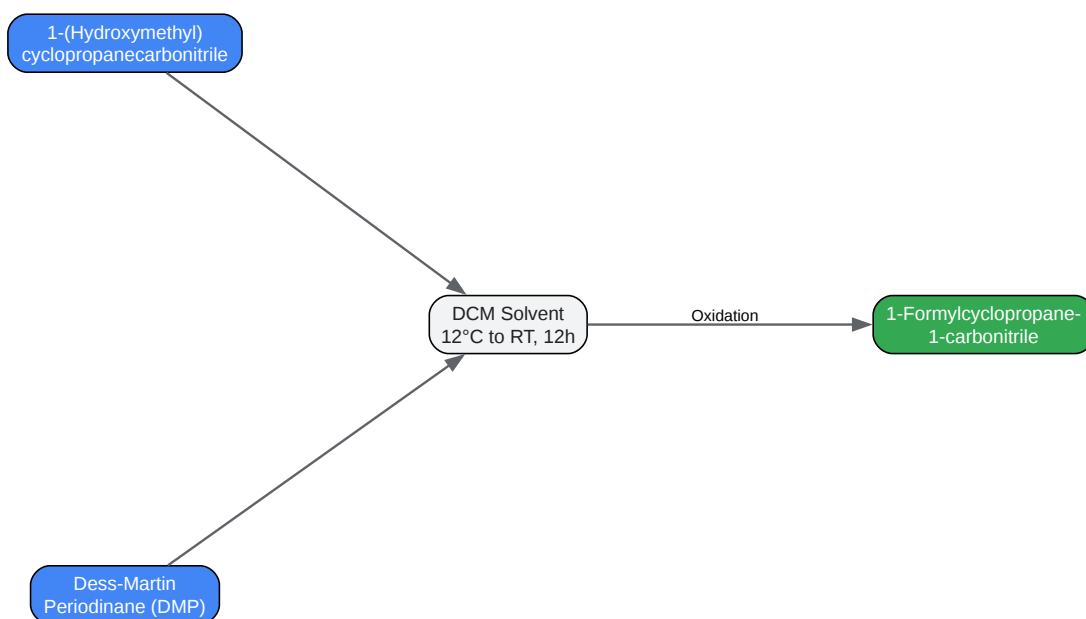 1-(Hydroxymethyl)
cyclopropanecarbonitrile
DCM Solvent
12°C to RT, 12h
Oxidation
1-Formylcyclopropane-
1-carbonitrile
Dess-Martin
Periodinane (DMP)